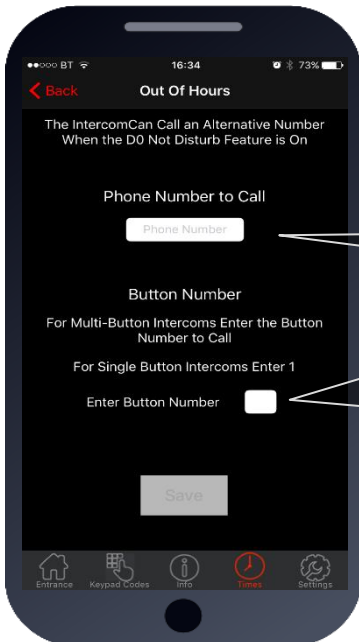 ●●○○○ BT 16:34 73%
Back Out Of Hours
The IntercomCan Call an Alternative Number
When the D0 Not Disturb Feature is On
Phone Number to Call
Phone Number
Button Number
For Multi-Button Intercoms Enter the Button
Number to Call
For Single Button Intercoms Enter 1
Enter Button Number
Save
Entrance Keypad Codes Info Times Settings